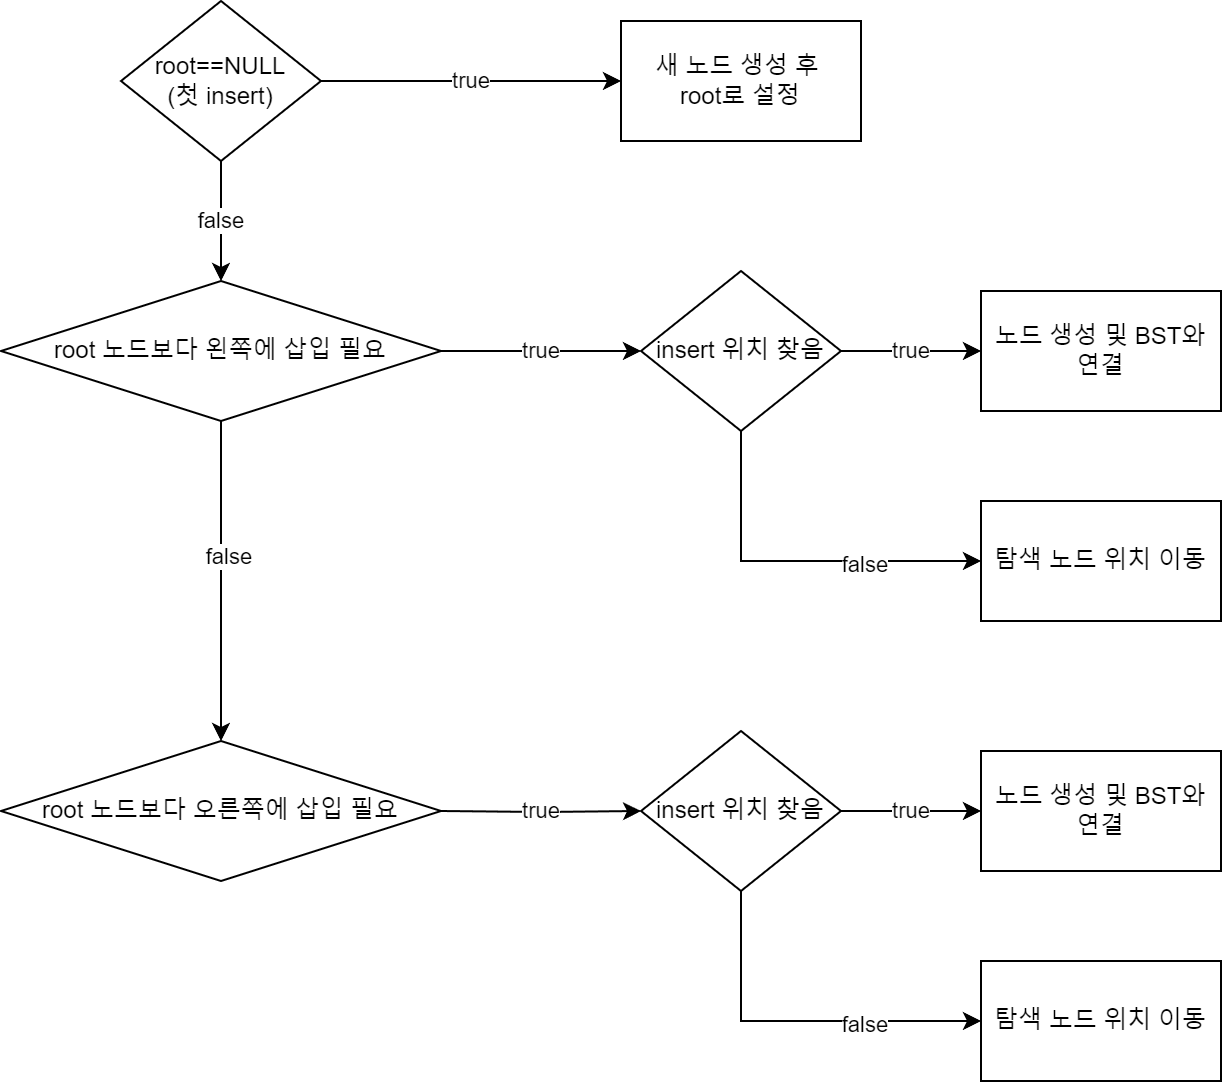 root==NULL
(첫 insert)
true
새 노드 생성 후
root로 설정
false
root 노드보다 왼쪽에 삽입 필요
true
insert 위치 찾음
true
노드 생성 및 BST와
연결
false
false
탐색 노드 위치 이동
root 노드보다 오른쪽에 삽입 필요
true
insert 위치 찾음
true
노드 생성 및 BST와
연결
false
탐색 노드 위치 이동